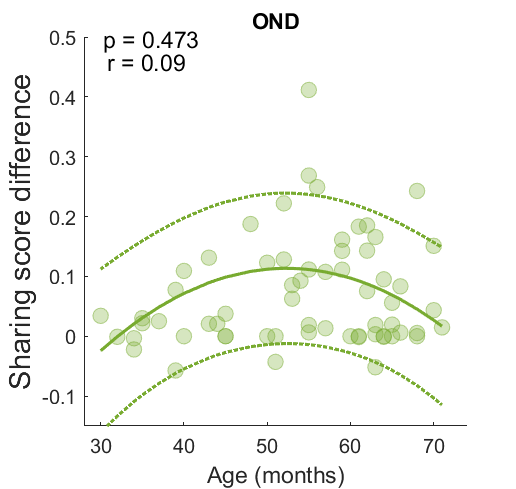 OND
p = 0.473
r = 0.09
Sharing score difference
0.5
0.4
0.3
0.2
0.1
0
-0.1
30 40 50 60 70
Age (months)